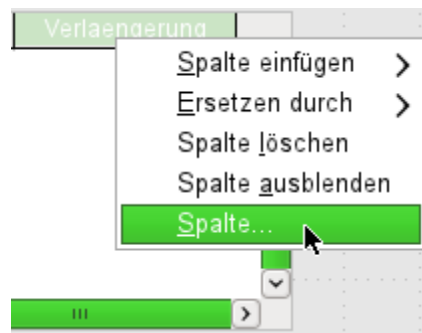 Verlaengerung
Spalte einfügen
Ersetzen durch
Spalte löschen
Spalte ausblenden
Spalte...